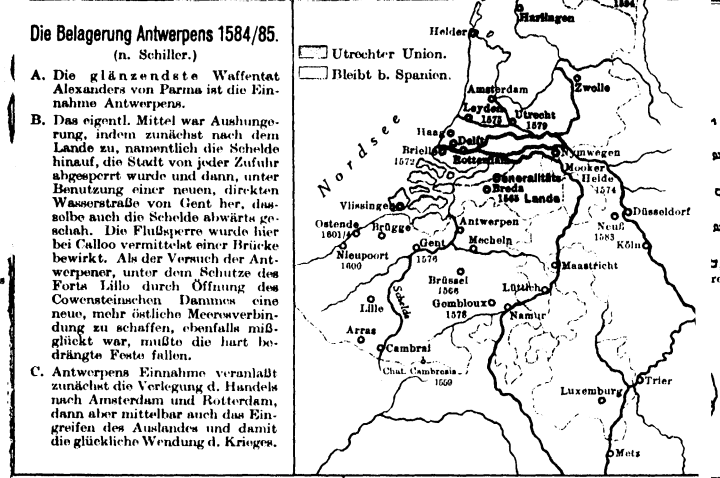 Die Belagerung Antwerpens 1584/85.
(n. Schiller.)
A. Die glänzendste Waffentat
Alexanders von Parma ist die Ein-
nahme Antwerpens.
B. Das eigentl. Mittel war Aushunge-
rung, indem zunächst nach dem
Lande zu, namentlich die Schelde
hinauf, die Stadt von jeder Zufuhr
abgesperrt wurde und dann, unter
Benutzung einer neuen, direkten
Wasserstraße von Gent her, das-
selbe auch die Schelde abwärts ge-
schah. Die Flußsperre wurde hier
bei Calloo vermittelst einer Brücke
bewirkt. Als der Versuch der Ant-
werpener, unter dem Schutze des
Forts Lillo durch Öffnung des
Cowensteinschen Dammes eine
neue, mehr östliche Meeresverbin-
dung zu schaffen, ebenfalls miß-
glückt war, mußte die hart be-
drängte Feste fallen.
C. Antwerpens Einnahme veranlaßt
zunächst die Verlegung d. Handels
nach Amsterdam und Rotterdam,
dann aber mittelbar auch das Ein-
greifen des Auslandes und damit
die glückliche Wendung d. Krieges.
Utrechter Union.
Bleibt b. Spanien.
Nordsee
1594
Harlingen
Helder
Zwolle
Amsterdam
Leyden
1575
Utrecht
1579
Haag
Delft
Brielle
1572
Rotterdam
Nymwegen
Mooker
Heide
1574
Generalitäts
Breda
Lande
Vlissingen
Düsseldorf
Neuß
1583
Köln
Antwerpen
Ostende
1601/4
Brügge
Gent
1576
Mecheln
Nieupoort
1600
Maastricht
Brüssel
1566
Lüttich
Schelde
Lille
Gembloux
1578
Namur
Arras
Cambrai
Chat. Cambresis
1559
Luxemburg
Trier
Metz